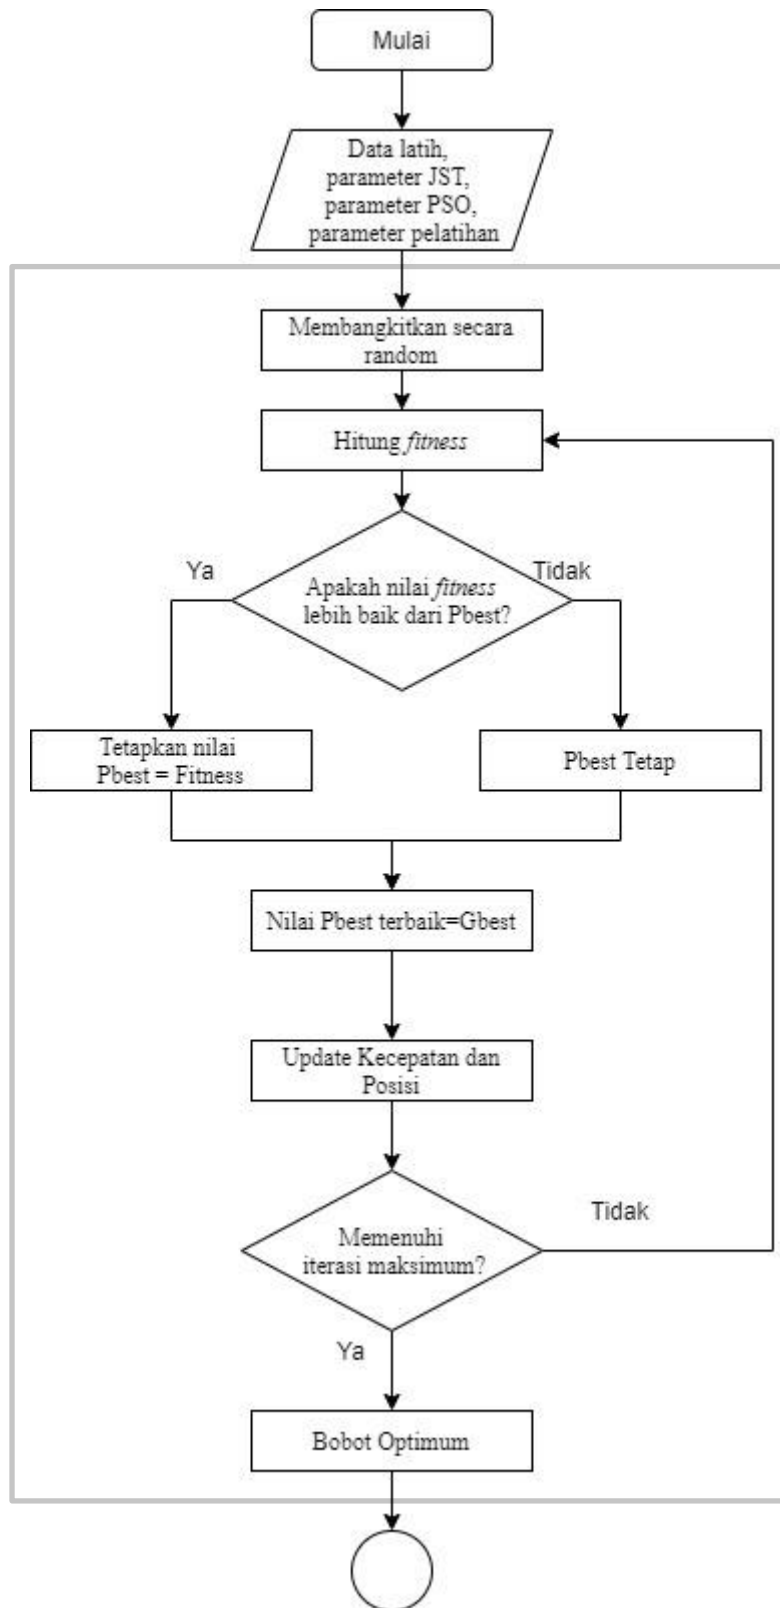 Mulai
Data latih,
parameter JST,
parameter PSO,
parameter pelatihan
Membangkitkan secara
random
Hitung fitness
Ya
Tidak
Apakah nilai fitness
lebih baik dari Pbest?
Tetapkan nilai
Pbest = Fitness
Pbest Tetap
Nilai Pbest terbaik=Gbest
Update Kecepatan dan
Posisi
Tidak
Memenuhi
iterasi maksimum?
Ya
Bobot Optimum